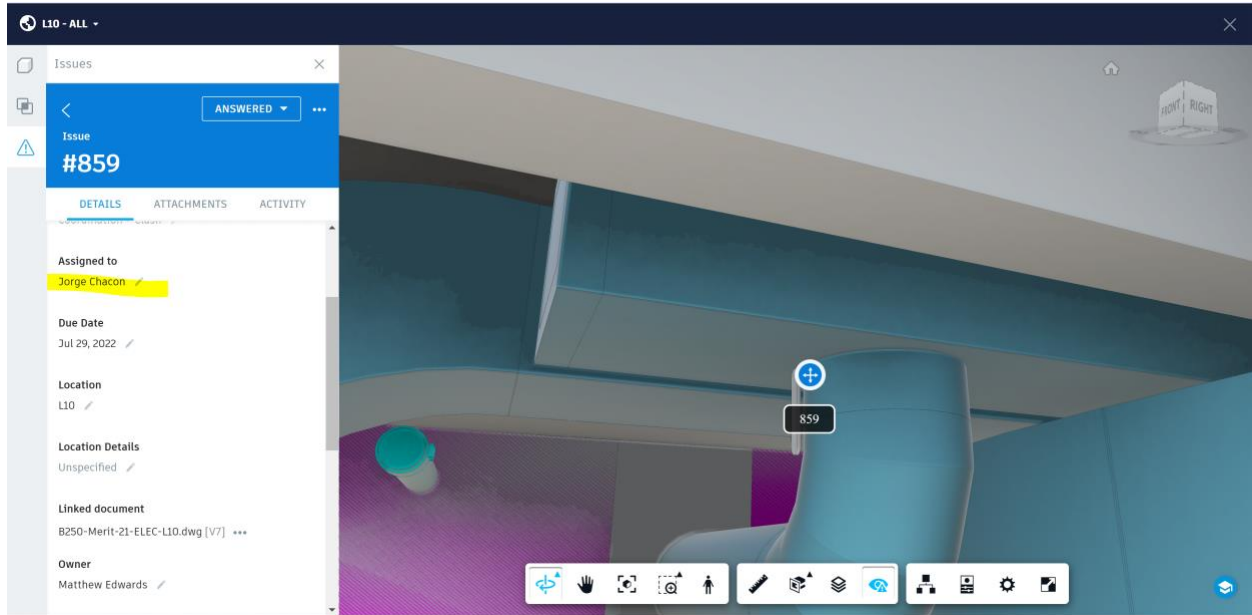 L10 - ALL
Issues
ANSWERED
Issue
#859
DETAILS ATTACHMENTS ACTIVITY
Coordination - Clash
Assigned to
Jorge Chacon
Due Date
Jul 29, 2022
Location
L10
Location Details
Unspecified
Linked document
B250-Merit-21-ELEC-L10.dwg [V7]
Owner
Matthew Edwards
FRONT RIGHT
859